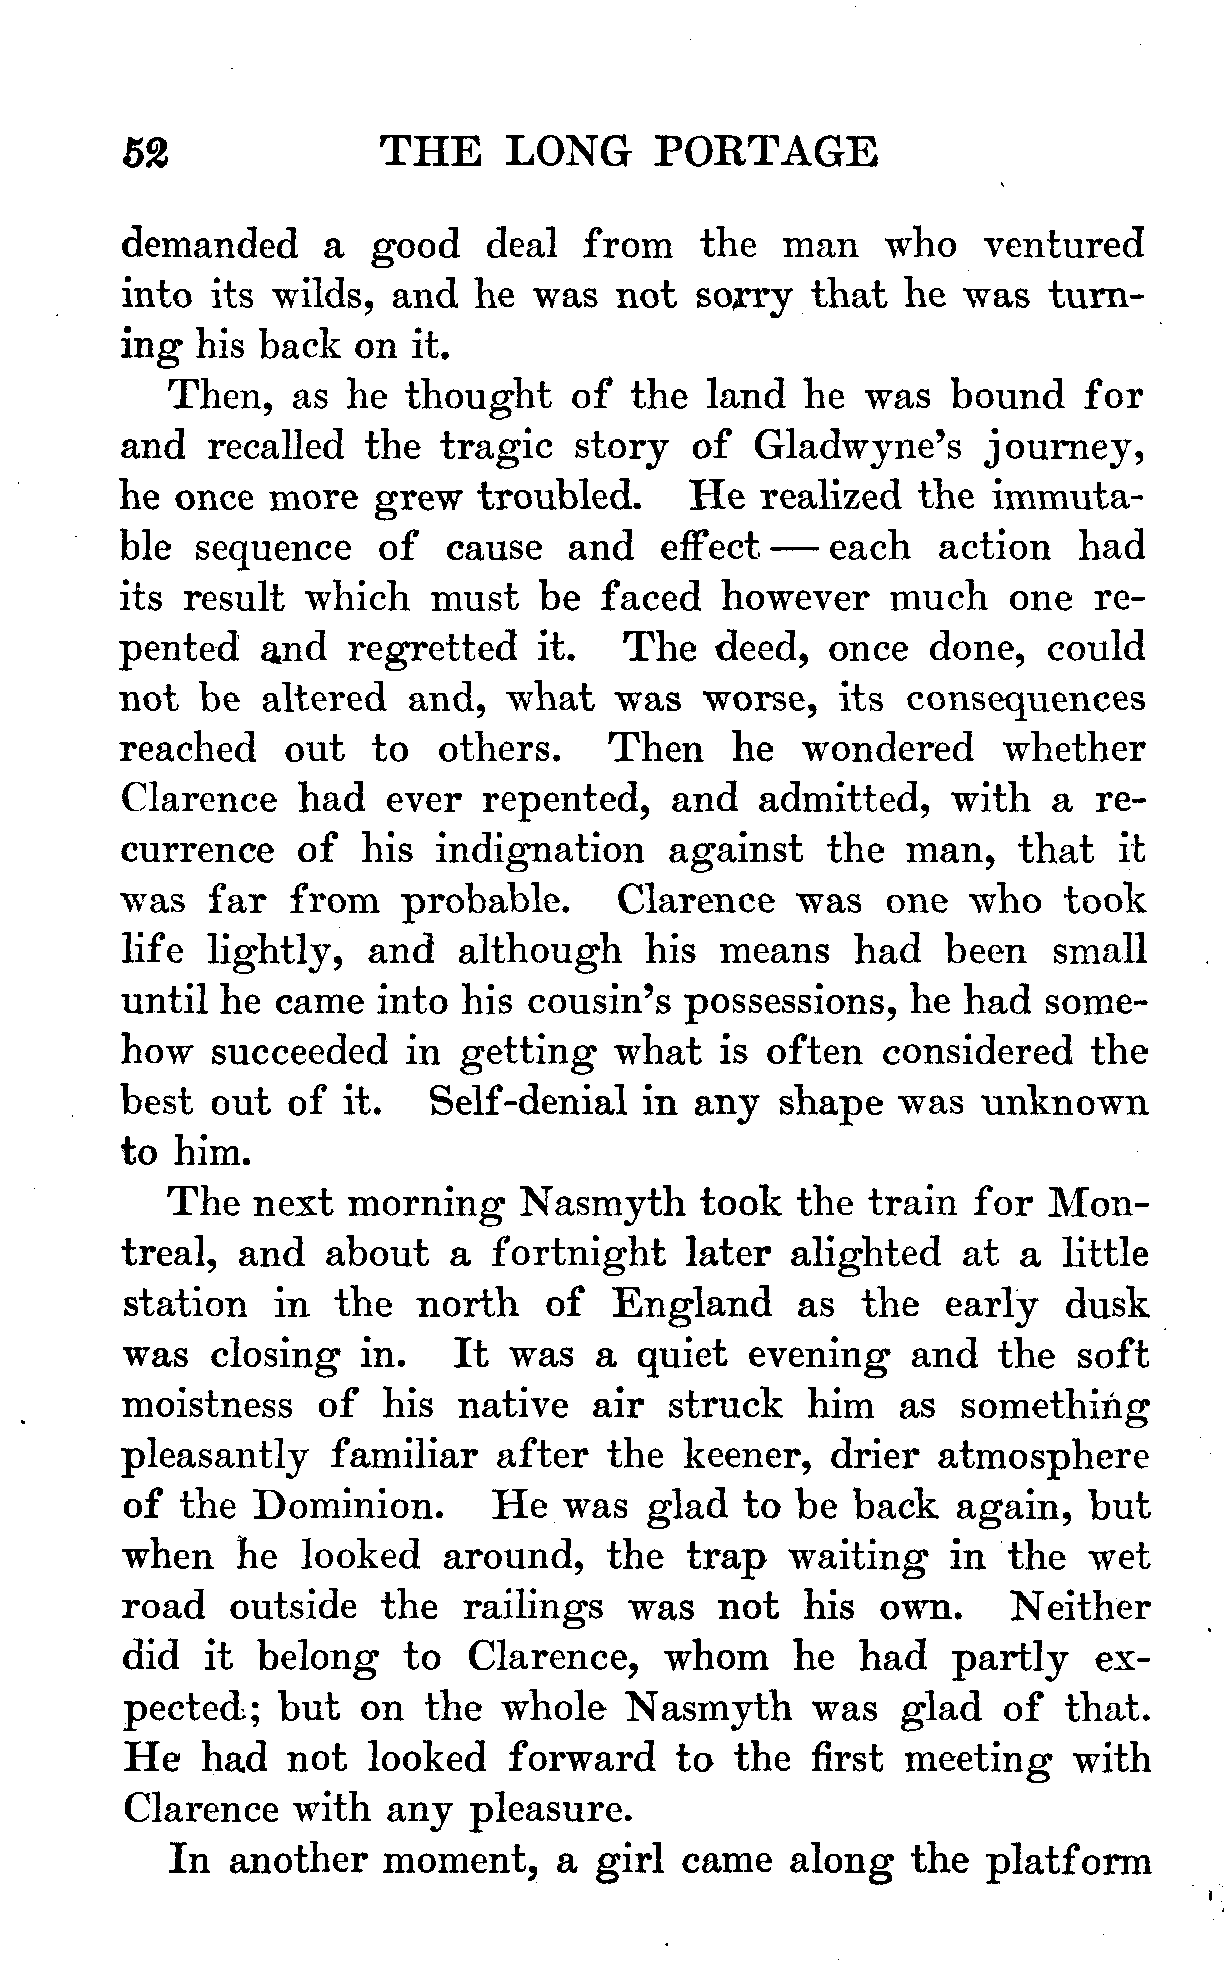 52 THE LONG PORTAGE
demanded a good deal from the man who ventured
into its wilds, and he was not sorry that he was turn-
ing his back on it.
Then, as he thought of the land he was bound for
and recalled the tragic story of Gladwyne's journey,
he once more grew troubled. He realized the immuta-
ble sequence of cause and effect — each action had
its result which must be faced however much one re-
pented and regretted it. The deed, once done, could
not be altered and, what was worse, its consequences
reached out to others. Then he wondered whether
Clarence had ever repented, and admitted, with a re-
currence of his indignation against the man, that it
was far from probable. Clarence was one who took
life lightly, and although his means had been small
until he came into his cousin's possessions, he had some-
how succeeded in getting what is often considered the
best out of it. Self-denial in any shape was unknown
to him.
The next morning Nasmyth took the train for Mon-
treal, and about a fortnight later alighted at a little
station in the north of England as the early dusk
was closing in. It was a quiet evening and the soft
moistness of his native air struck him as something
pleasantly familiar after the keener, drier atmosphere
of the Dominion. He was glad to be back again, but
when he looked around, the trap waiting in the wet
road outside the railings was not his own. Neither
did it belong to Clarence, whom he had partly ex-
pected; but on the whole Nasmyth was glad of that.
He had not looked forward to the first meeting with
Clarence with any pleasure.
In another moment, a girl came along the platform